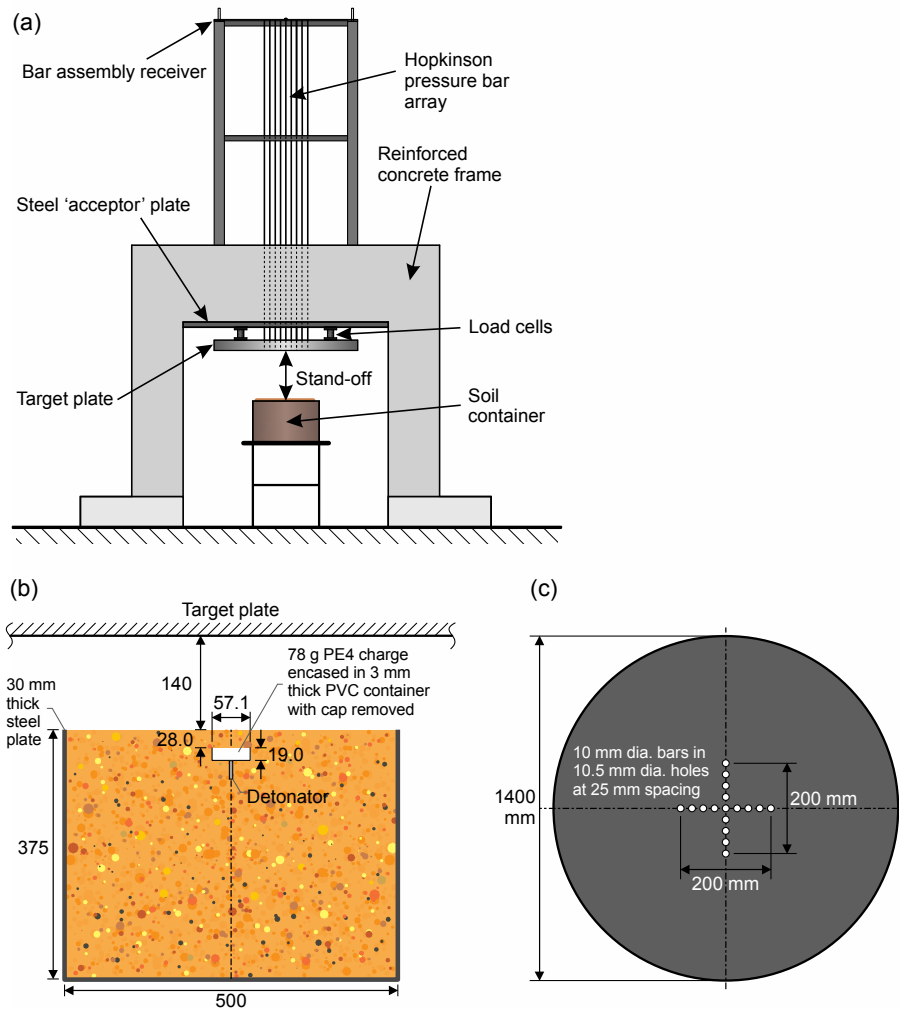 (a)
Bar assembly receiver
Hopkinson
pressure bar
array
Reinforced
concrete frame
Steel ‘acceptor’ plate
Load cells
Target plate
Stand-off
Soil
container
(b)
Target plate
30 mm
thick
steel
plate
140
78 g PE4 charge
encased in 3 mm
thick PVC container
with cap removed
57.1
28.0
19.0
Detonator
375
500
(c)
10 mm dia. bars in
10.5 mm dia. holes
at 25 mm spacing
1400
mm
200 mm
200 mm